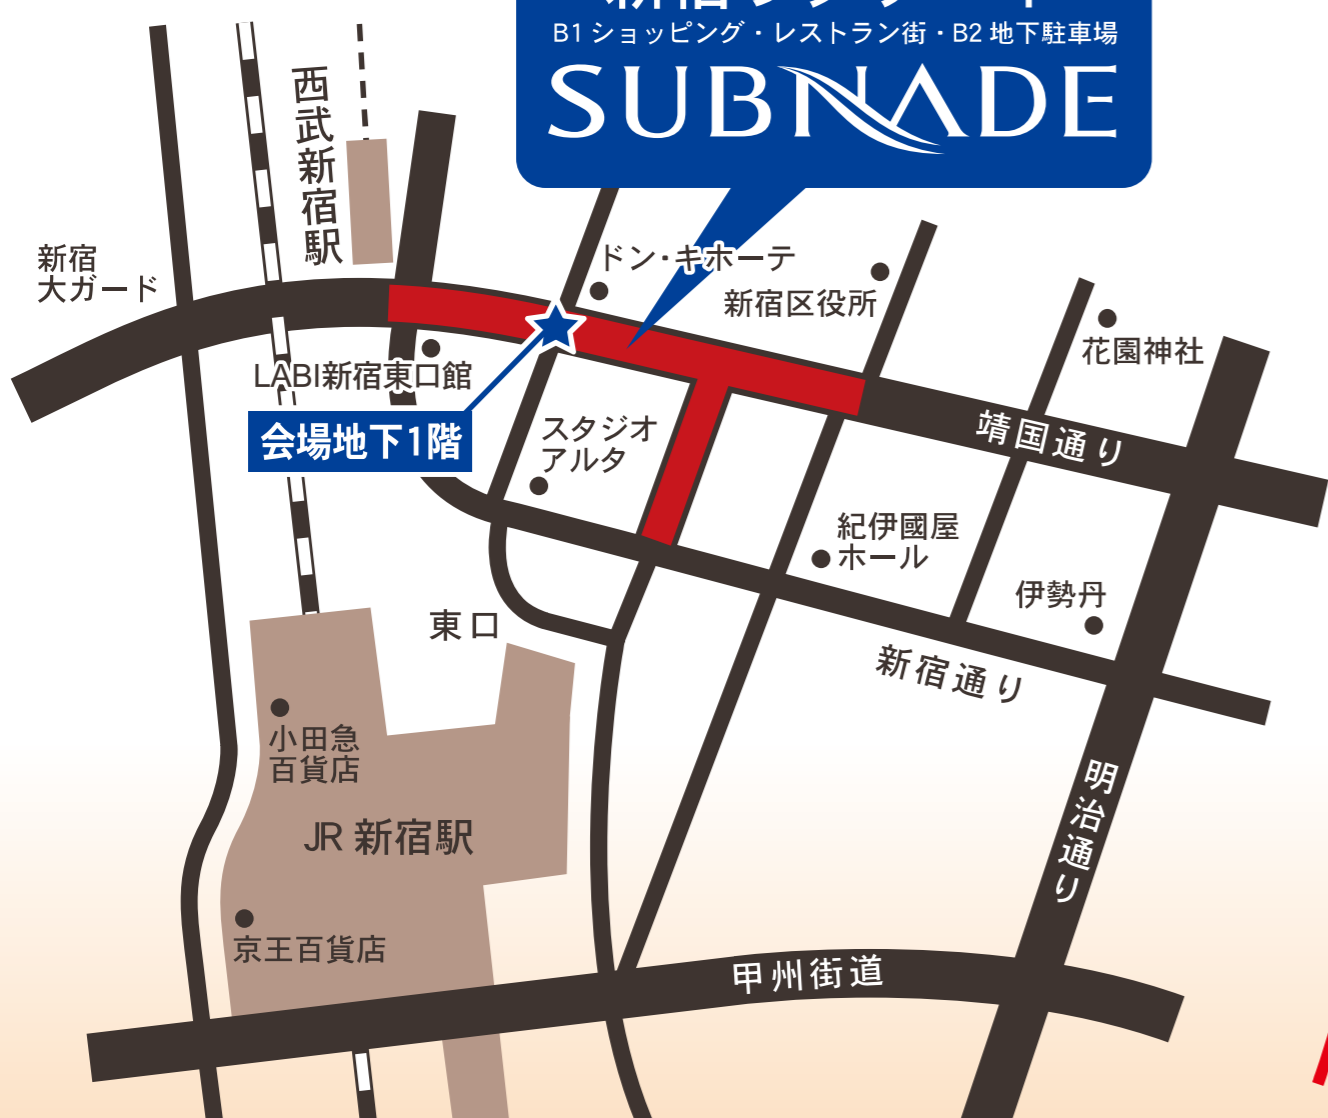 B1 ショッピング・レストラン街・B2 地下駐車場
SUBNADE
西武新宿駅
新宿
大ガード
ドン・キホーテ
新宿区役所
花園神社
LABI新宿東口館
会場地下1階
スタジオ
アルタ
靖国通り
紀伊國屋
ホール
伊勢丹
東口
新宿通り
小田急
百貨店
JR 新宿駅
明治通り
京王百貨店
甲州街道